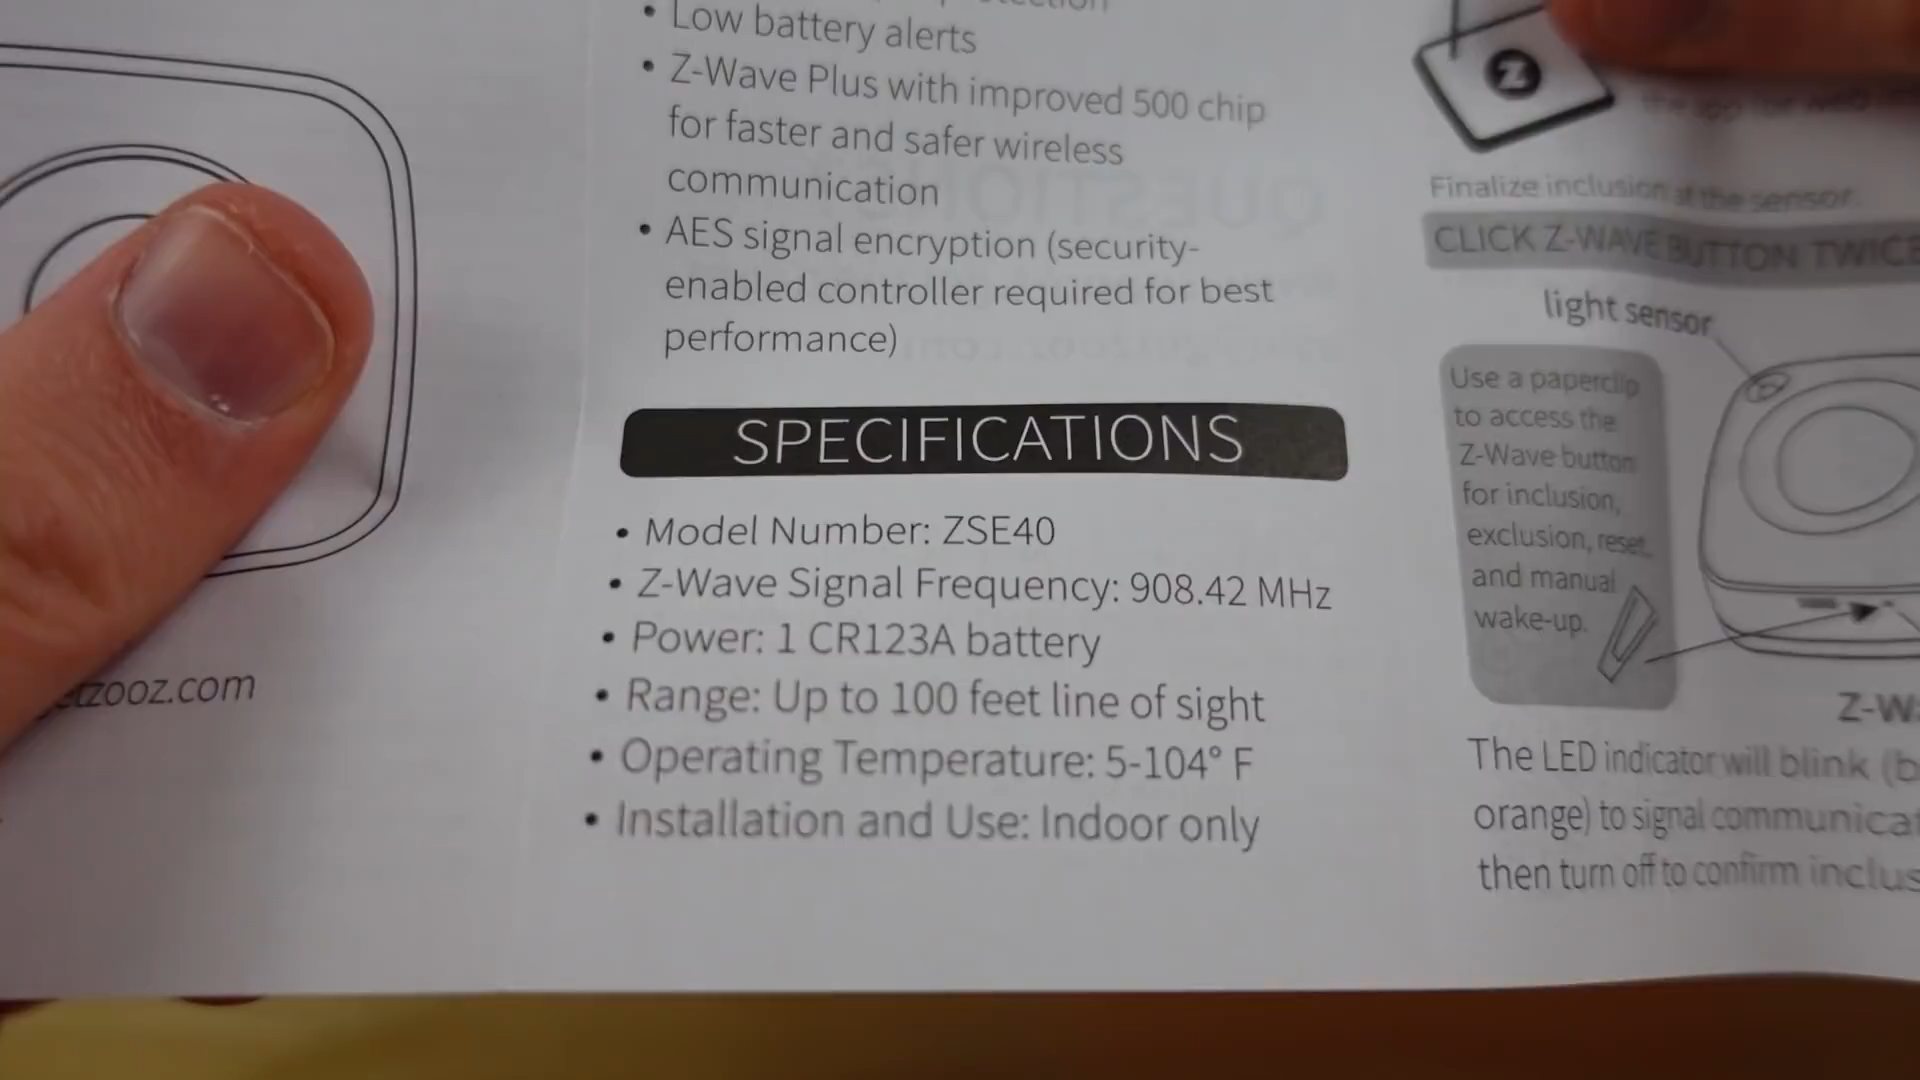 • Low battery alerts
• Z-Wave Plus with improved 500 chip
for faster and safer wireless
communication
• AES signal encryption (security-
enabled controller required for best
performance)
SPECIFICATIONS
• Model Number: ZSE40
• Z-Wave Signal Frequency: 908.42 MHz
• Power: 1 CR123A battery
• Range: Up to 100 feet line of sight
• Operating Temperature: 5-104° F
• Installation and Use: Indoor only
zooz.com
Z
Finalize inclusion at the sensor.
CLICK Z-WAVE BUTTON TWICE
light sensor
Use a paperclip
to access the
Z-Wave button
for inclusion,
exclusion, reset,
and manual
wake-up.
The LED indicator will blink
orange) to signal
then turn off to confirm